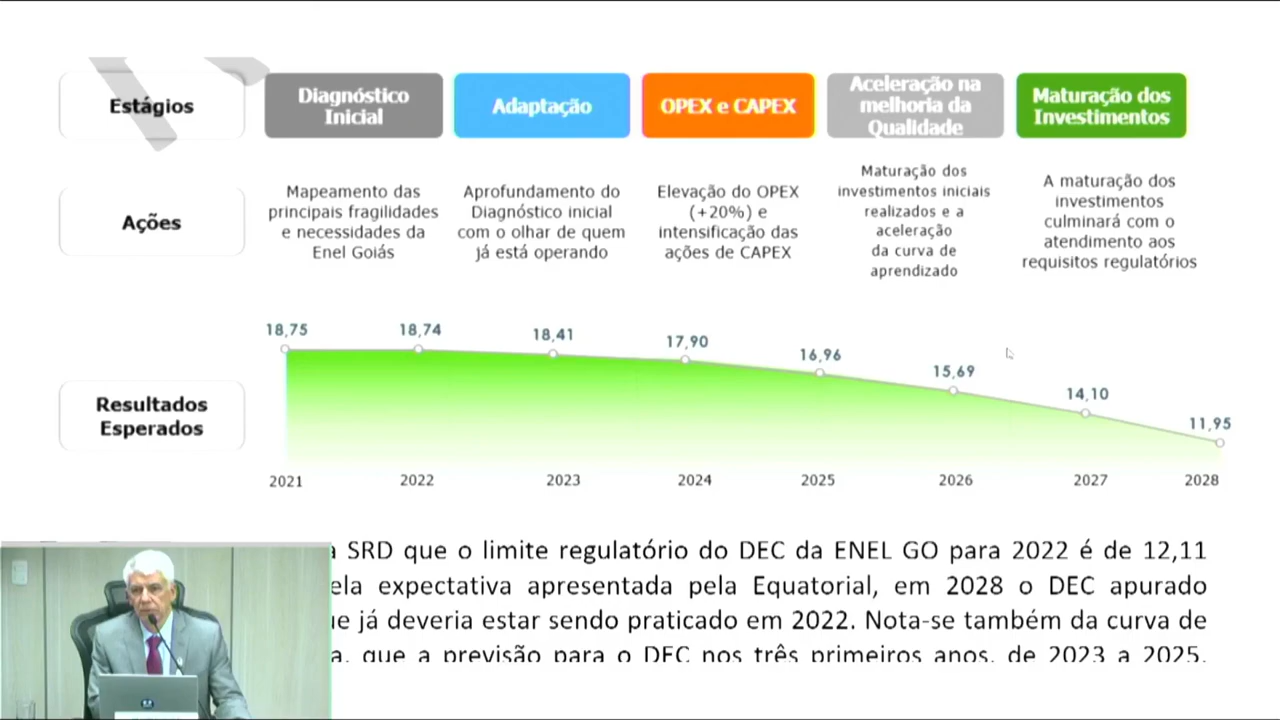 Estágios
Diagnóstico
Inicial
Adaptação
OPEX e CAPEX
Aceleração na
melhoria da
Qualidade
Maturação dos
Investimentos
Ações
Mapeamento das
principais fragilidades
e necessidades da
Enel Goiás
Aprofundamento do
Diagnóstico inicial
com o olhar de quem
já está operando
Elevação do OPEX
(+20%) e
intensificação das
ações de CAPEX
Maturação dos
investimentos iniciais
realizados e a
aceleração
da curva de
aprendizado
A maturação dos
investimentos
culminará com o
atendimento aos
requisitos regulatórios
Resultados
Esperados
18,75
18,74
18,41
17,90
16,96
15,69
14,10
11,95
2021
2022
2023
2024
2025
2026
2027
2028
SRD que o limite regulatório do DEC da ENEL GO para 2022 é de 12,11
expectativa apresentada pela Equatorial, em 2028 o DEC apurado
já deveria estar sendo praticado em 2022. Nota-se também da curva de
que a previsão para o DEC nos três primeiros anos, de 2023 a 2025,